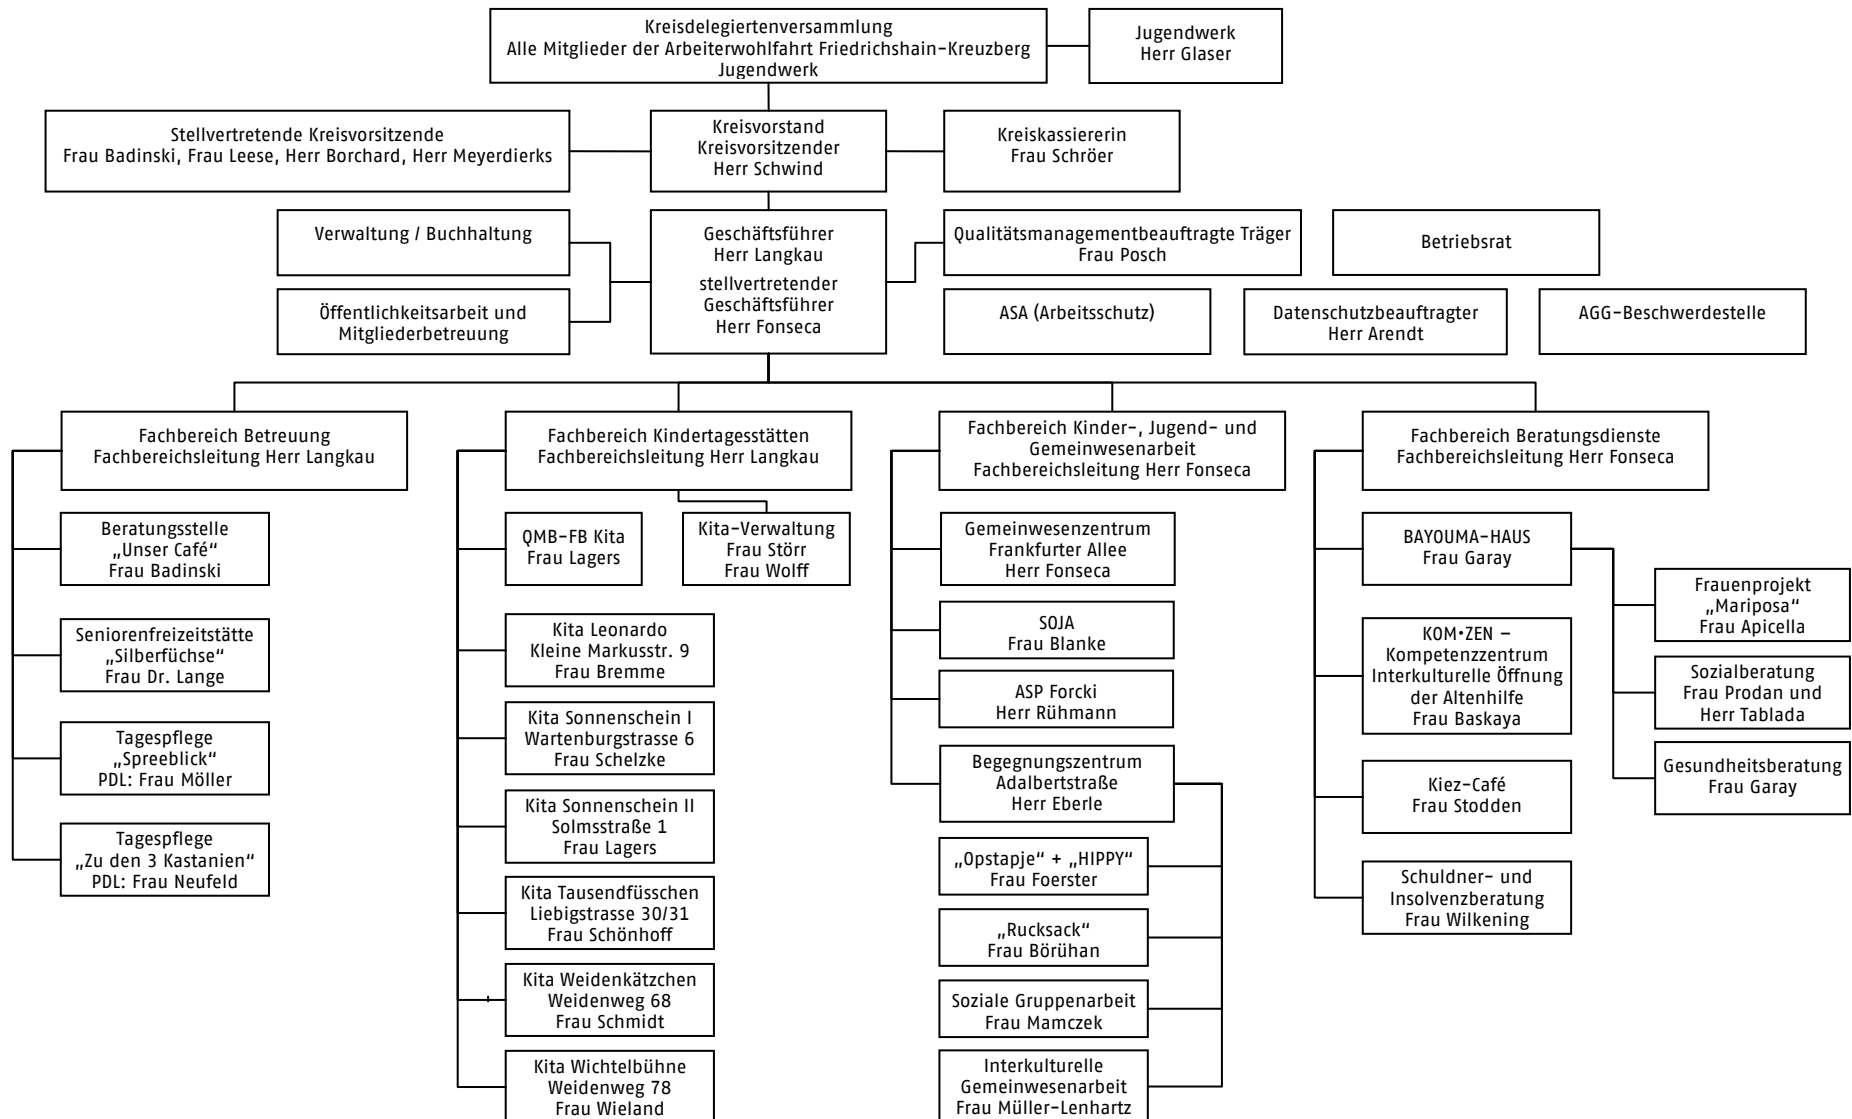 Kreisdelegiertenversammlung
Alle Mitglieder der Arbeiterwohlfahrt Friedrichshain-Kreuzberg
Jugendwerk
Jugendwerk
Herr Glaser
Stellvertretende Kreisvorsitzende
Frau Badinski, Frau Leese, Herr Borchard, Herr Meyerdierks
Kreisvorstand
Kreisvorsitzender
Herr Schwind
Kreiskassiererin
Frau Schröer
Verwaltung / Buchhaltung
Öffentlichkeitsarbeit und
Mitgliederbetreuung
Geschäftsführer
Herr Langkau
stellvertretender
Geschäftsführer
Herr Fonseca
Qualitätsmanagementbeauftragte Träger
Frau Posch
Betriebsrat
ASA (Arbeitsschutz)
Datenschutzbeauftragter
Herr Arendt
AGG-Beschwerdestelle
Fachbereich Betreuung
Fachbereichsleitung Herr Langkau
Beratungsstelle
„Unser Café“
Frau Badinski
Seniorenfreizeitstätte
„Silberfüchse“
Frau Dr. Lange
Tagespflege
„Spreeblick“
PDL: Frau Möller
Tagespflege
„Zu den 3 Kastanien“
PDL: Frau Neufeld
Fachbereich Kindertagesstätten
Fachbereichsleitung Herr Langkau
QMB-FB Kita
Frau Lagers
Kita-Verwaltung
Frau Störr
Frau Wolff
Kita Leonardo
Kleine Markusstr. 9
Frau Bremme
Kita Sonnenschein I
Wartenburgstrasse 6
Frau Schelzke
Kita Sonnenschein II
Solmsstraße 1
Frau Lagers
Kita Tausendfüsschen
Liebigstrasse 30/31
Frau Schönhoff
Kita Weidenkätzchen
Weidenweg 68
Frau Schmidt
Kita Wichtelbühne
Weidenweg 78
Frau Wieland
Fachbereich Kinder-, Jugend- und
Gemeinwesenarbeit
Fachbereichsleitung Herr Fonseca
Gemeinwesenzentrum
Frankfurter Allee
Herr Fonseca
SOJA
Frau Blanke
ASP Forcki
Herr Rühmann
Begegnungszentrum
Adalbertstraße
Herr Eberle
„Opstapje“ + „HIPPY“
Frau Foerster
„Rucksack“
Frau Börühan
Soziale Gruppenarbeit
Frau Mamczek
Interkulturelle
Gemeinwesenarbeit
Frau Müller-Lenhartz
Fachbereich Beratungsdienste
Fachbereichsleitung Herr Fonseca
BAYOUMA-HAUS
Frau Garay
KOM•ZEN –
Kompetenzzentrum
Interkulturelle Öffnung
der Altenhilfe
Frau Baskaya
Kiez-Café
Frau Stodden
Schuldner- und
Insolvenzberatung
Frau Wilkening
Frauenprojekt
„Mariposa“
Frau Apicella
Sozialberatung
Frau Prodan und
Herr Tablada
Gesundheitsberatung
Frau Garay